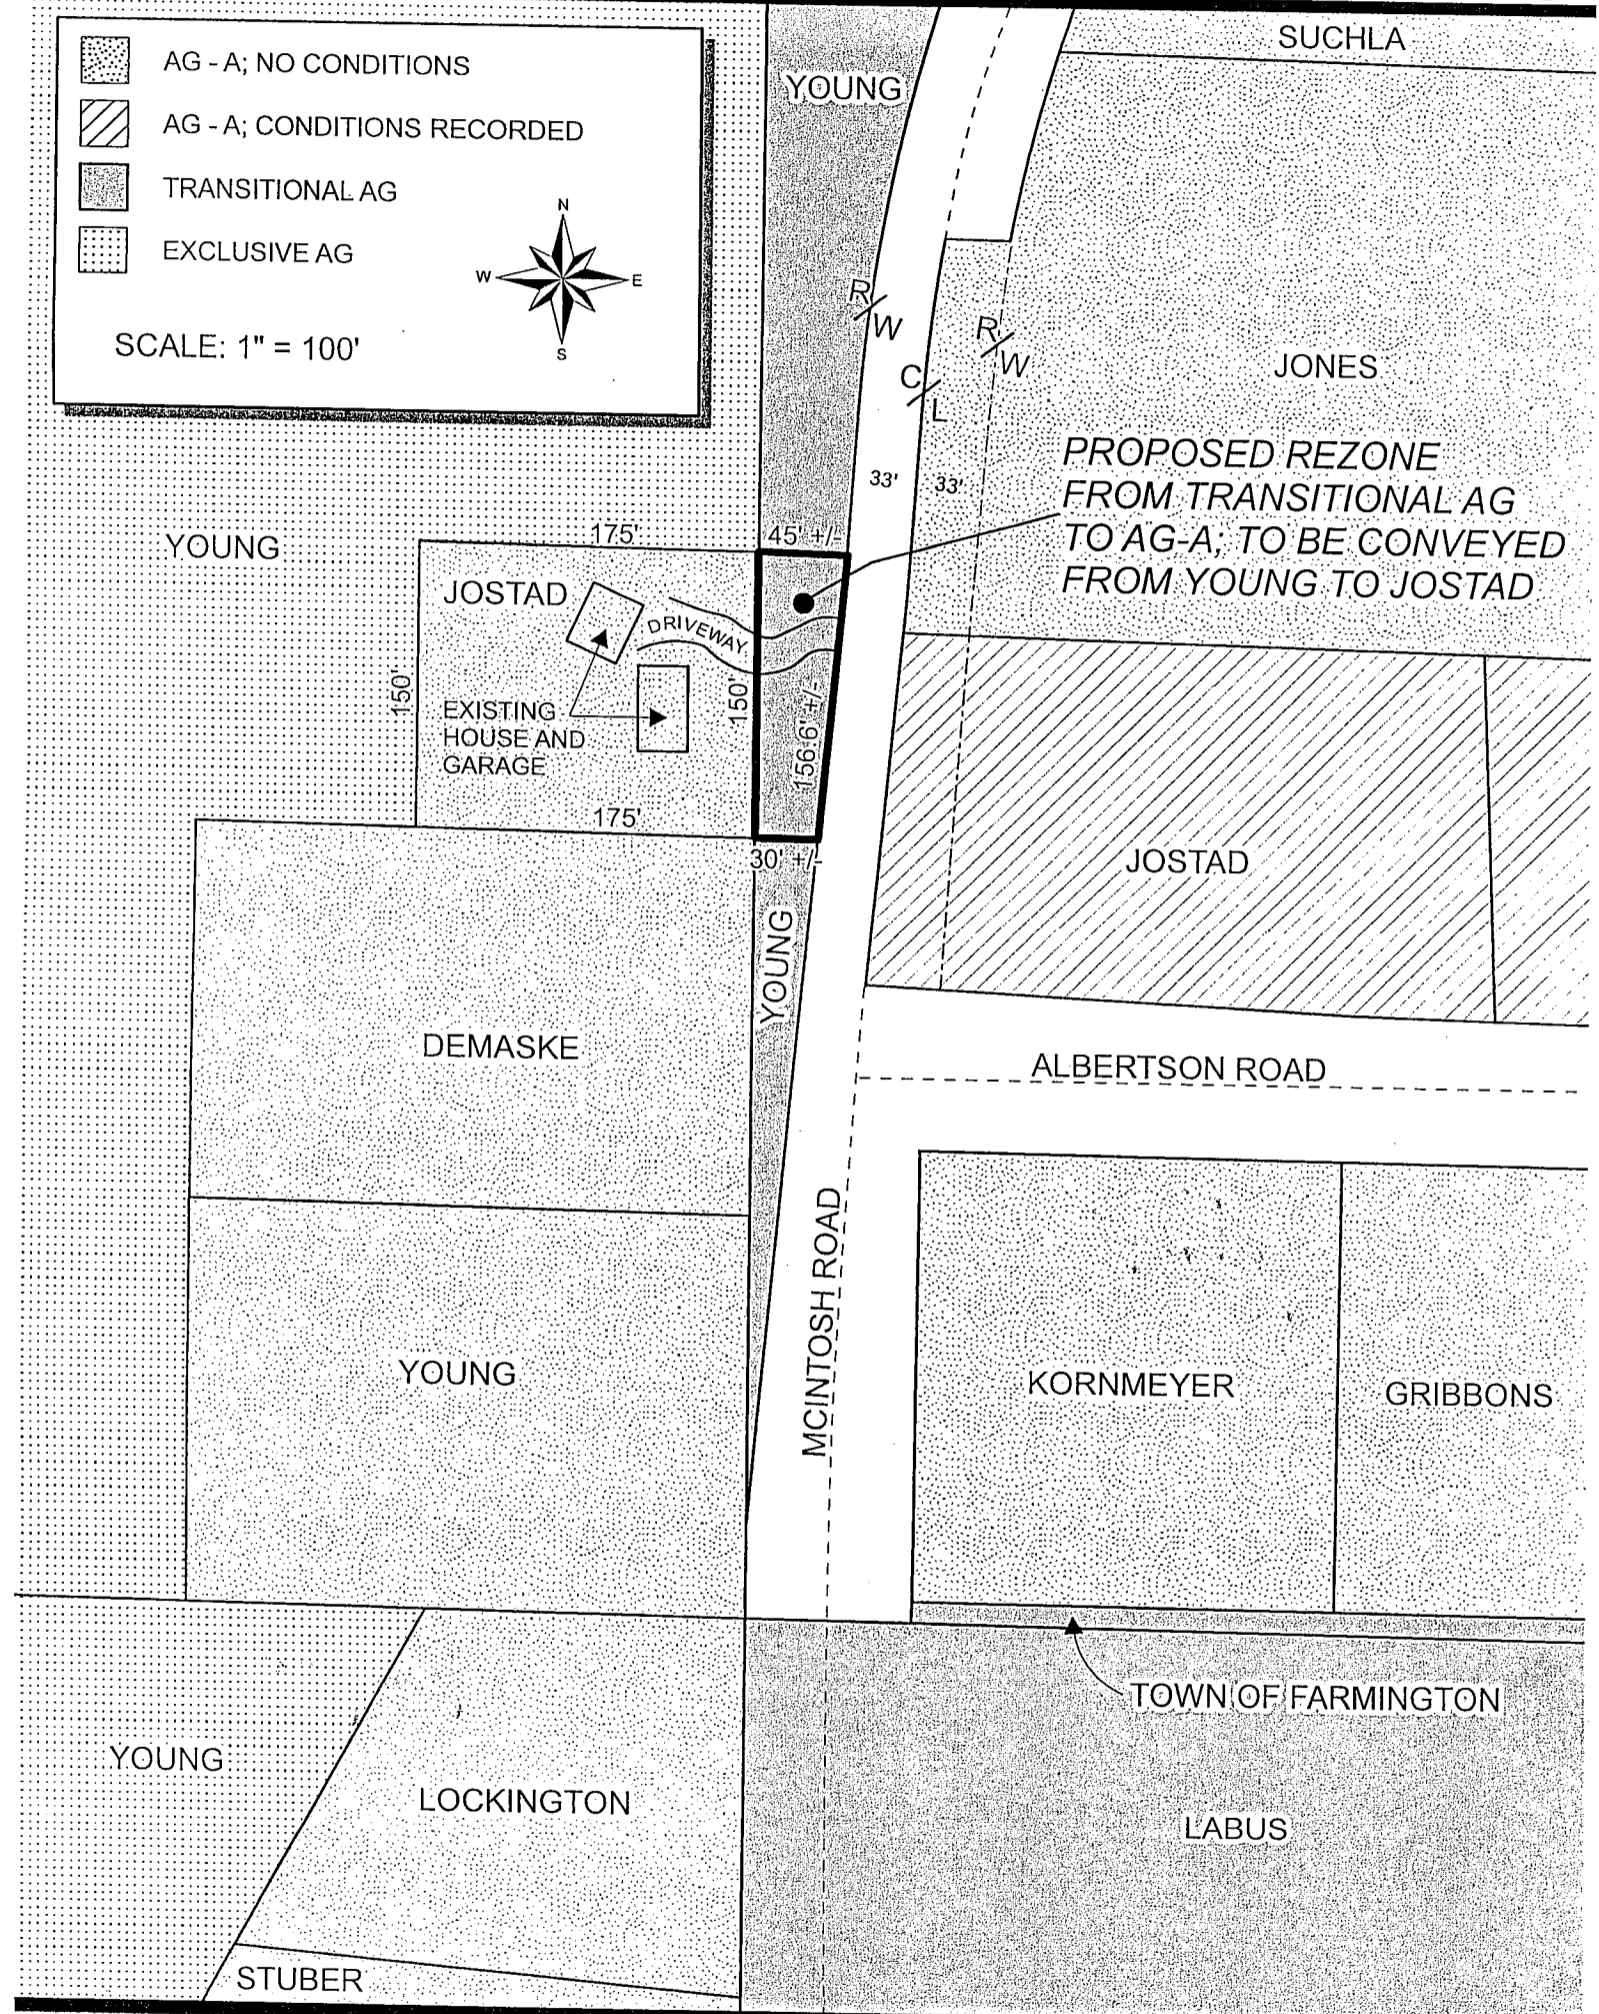 AG - A; NO CONDITIONS
AG - A; CONDITIONS RECORDED
TRANSITIONAL AG
EXCLUSIVE AG
N
W
E
S
SCALE: 1" = 100'
SUCHLA
YOUNG
R/W
R/W
C/L
JONES
33'
33'
PROPOSED REZONE
FROM TRANSITIONAL AG
TO AG-A; TO BE CONVEYED
FROM YOUNG TO JOSTAD
YOUNG
175'
45' +/-
JOSTAD
DRIVEWAY
150'
150'
156.6' +/-
EXISTING
HOUSE AND
GARAGE
175'
30' +/-
JOSTAD
YOUNG
DEMASKE
ALBERTSON ROAD
MCINTOSH ROAD
YOUNG
KORNMEYER
GRIBBONS
TOWN OF FARMINGTON
YOUNG
LOCKINGTON
LABUS
STUBER